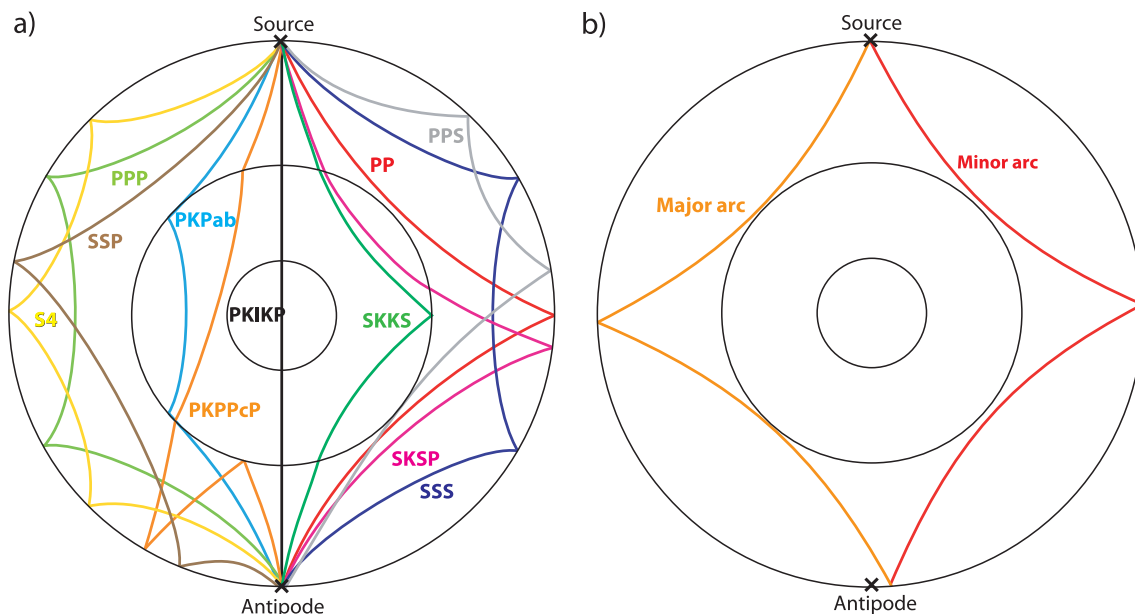 a)
Source
PPS
PP
PPP
PKPab
SSP
PKIKP
S4
SKKS
PKPPcP
SKSP
SSS
Antipode
b)
Source
Minor arc
Major arc
Antipode